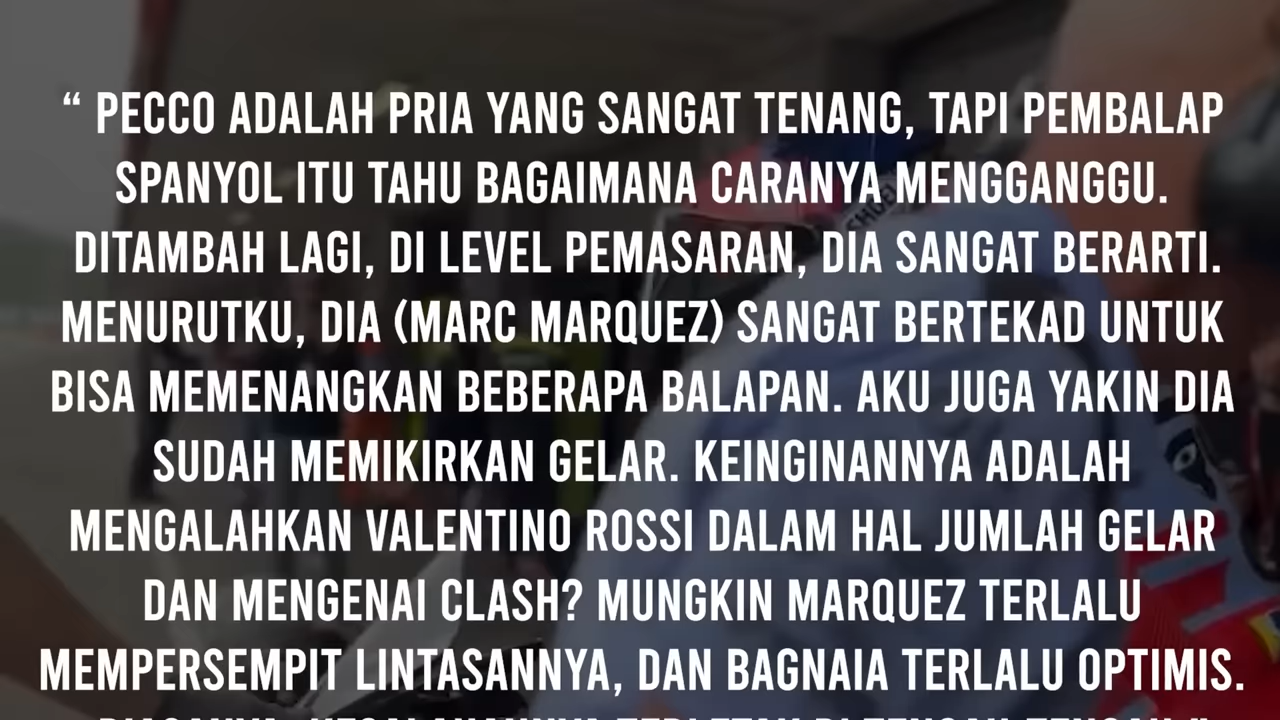 “ PECCO ADALAH PRIA YANG SANGAT TENANG, TAPI PEMBALAP
SPANYOL ITU TAHU BAGAIMANA CARANYA MENGGANGGU.
DITAMBAH LAGI, DI LEVEL PEMASARAN, DIA SANGAT BERARTI.
MENURUTKU, DIA (MARC MARQUEZ) SANGAT BERTEKAD UNTUK
BISA MEMENANGKAN BEBERAPA BALAPAN. AKU JUGA YAKIN DIA
SUDAH MEMIKIRKAN GELAR. KEINGINANNYA ADALAH
MENGALAHKAN VALENTINO ROSSI DALAM HAL JUMLAH GELAR
DAN MENGENAI CLASH? MUNGKIN MARQUEZ TERLALU
MEMPERSEMPIT LINTASANNYA, DAN BAGNAIA TERLALU OPTIMIS.